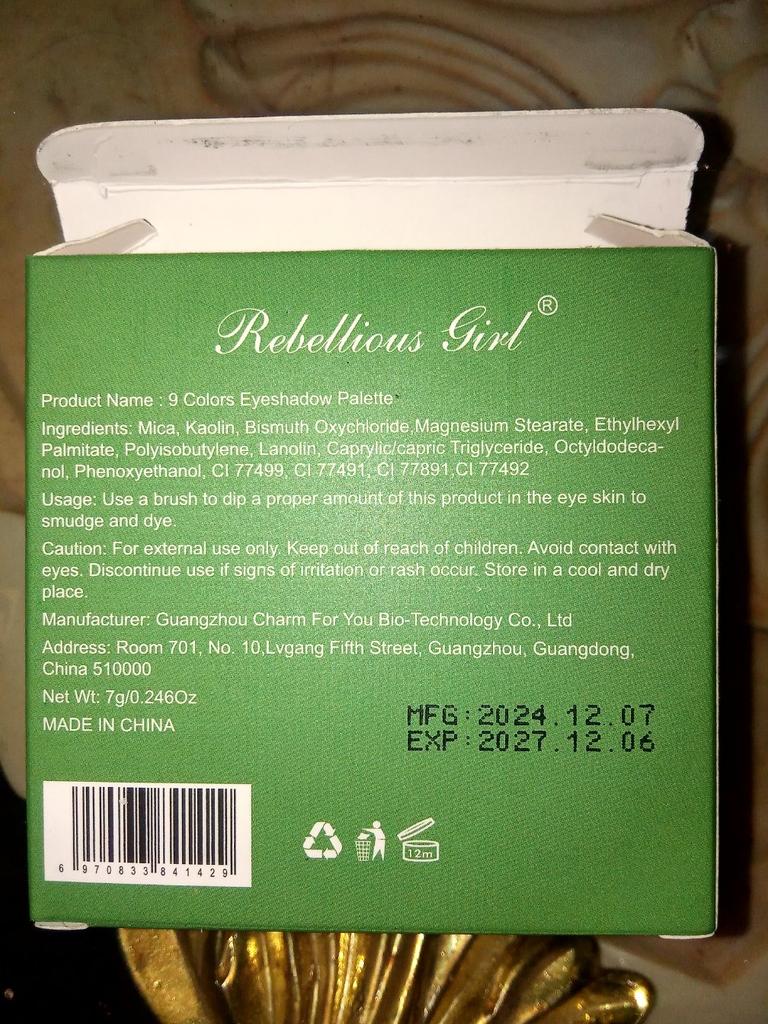 Rebellious Girl®
Product Name : 9 Colors Eyeshadow Palette
Ingredients: Mica, Kaolin, Bismuth Oxychloride,Magnesium Stearate, Ethylhexyl
Palmitate, Polyisobutylene, Lanolin, Caprylic/capric Triglyceride, Octyldodeca-
nol, Phenoxyethanol, CI 77499, CI 77491, CI 77891,CI 77492
Usage: Use a brush to dip a proper amount of this product in the eye skin to
smudge and dye.
Caution: For external use only. Keep out of reach of children. Avoid contact with
eyes. Discontinue use if signs of irritation or rash occur. Store in a cool and dry
place.
Manufacturer: Guangzhou Charm For You Bio-Technology Co., Ltd
Address: Room 701, No. 10,Lvgang Fifth Street, Guangzhou, Guangdong,
China 510000
Net Wt: 7g/0.246Oz
MADE IN CHINA
MFG:2024.12.07
EXP:2027.12.06
6 970833 841429
12m